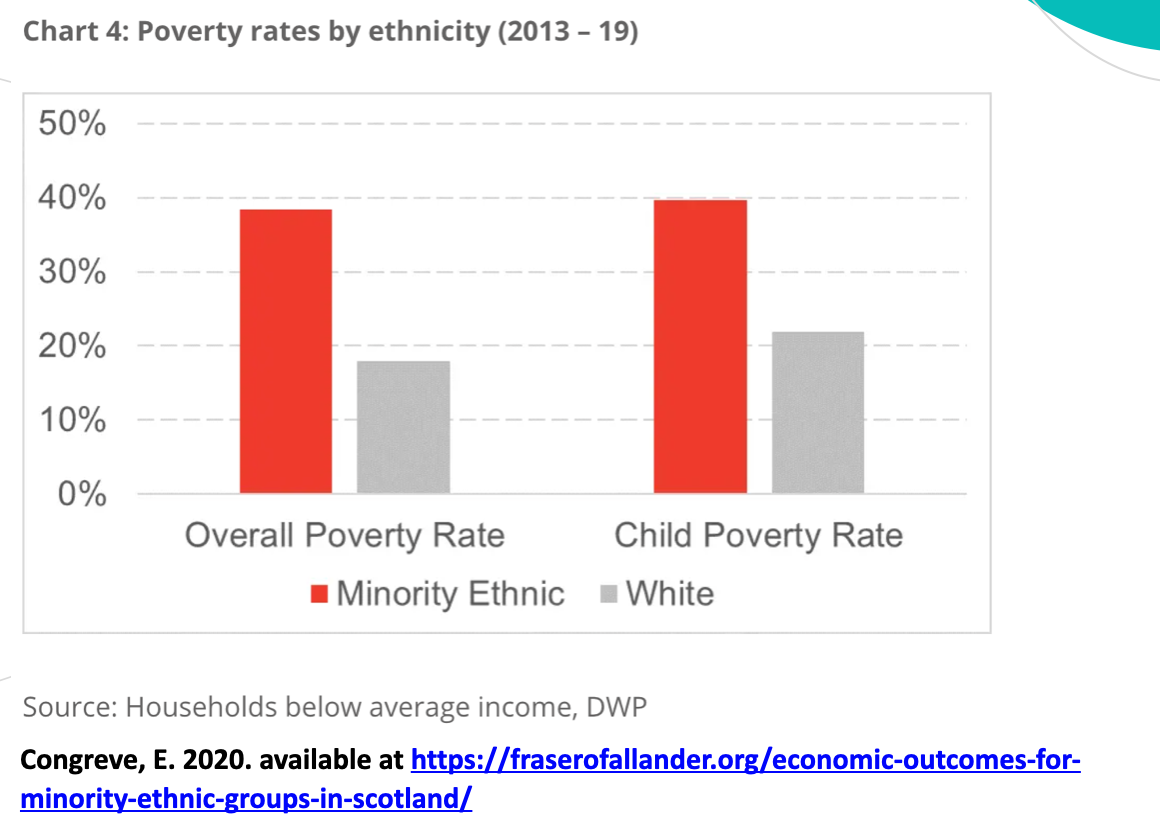 Chart 4: Poverty rates by ethnicity (2013 – 19)
50%
40%
30%
20%
10%
0%
Overall Poverty Rate
Child Poverty Rate
Minority Ethnic
White
Source: Households below average income, DWP
Congreve, E. 2020. available at https://fraserofallander.org/economic-outcomes-for-
minority-ethnic-groups-in-scotland/